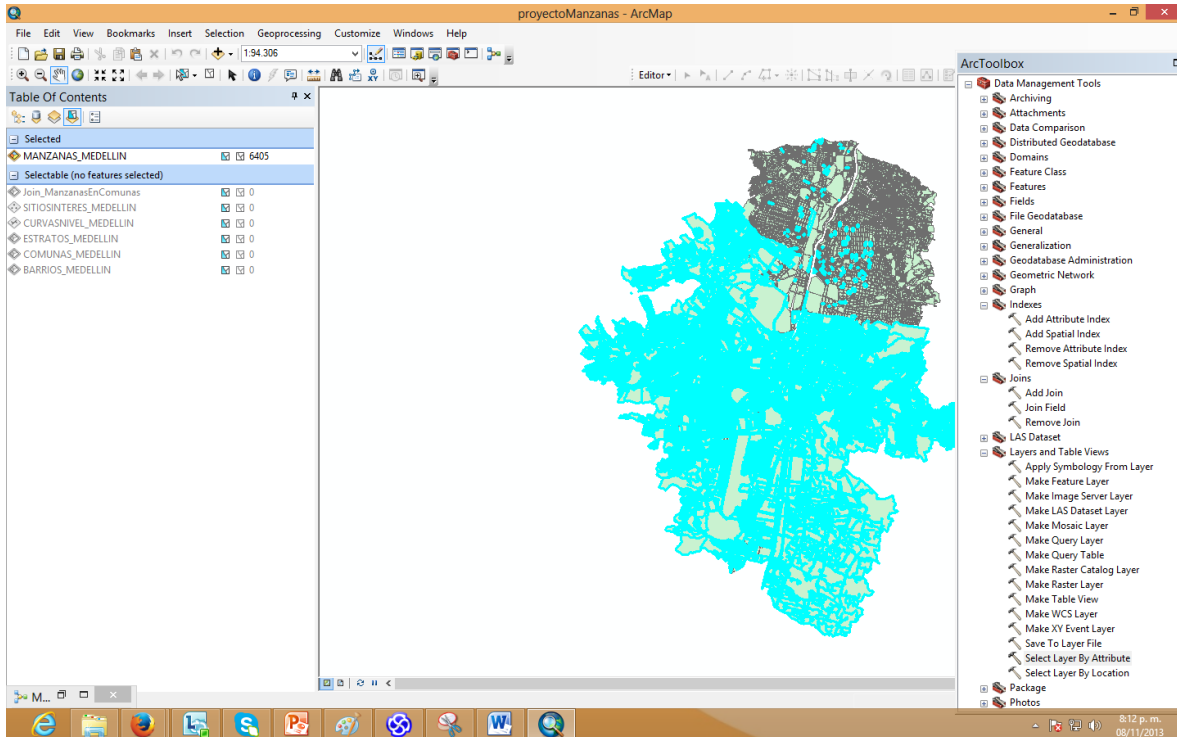 proyectoManzanas - ArcMap
File Edit View Bookmarks Insert Selection Geoprocessing Customize Windows Help
1:94.306
Editor
Table Of Contents
Selected
MANZANAS_MEDELLIN 6405
Selectable (no features selected)
Join_ManzanasEnComunas 0
SITIOSINTERES_MEDELLIN 0
CURVASNIVEL_MEDELLIN 0
ESTRATOS_MEDELLIN 0
COMUNAS_MEDELLIN 0
BARRIOS_MEDELLIN 0
M...
ArcToolbox
Data Management Tools
Archiving
Attachments
Data Comparison
Distributed Geodatabase
Domains
Feature Class
Features
Fields
File Geodatabase
General
Generalization
Geodatabase Administration
Geometric Network
Graph
Indexes
Add Attribute Index
Add Spatial Index
Remove Attribute Index
Remove Spatial Index
Joins
Add Join
Join Field
Remove Join
LAS Dataset
Layers and Table Views
Apply Symbology From Layer
Make Feature Layer
Make Image Server Layer
Make LAS Dataset Layer
Make Mosaic Layer
Make Query Layer
Make Query Table
Make Raster Catalog Layer
Make Raster Layer
Make Table View
Make WCS Layer
Make XY Event Layer
Save To Layer File
Select Layer By Attribute
Select Layer By Location
Package
Photos
8:12 p. m.
08/11/2013